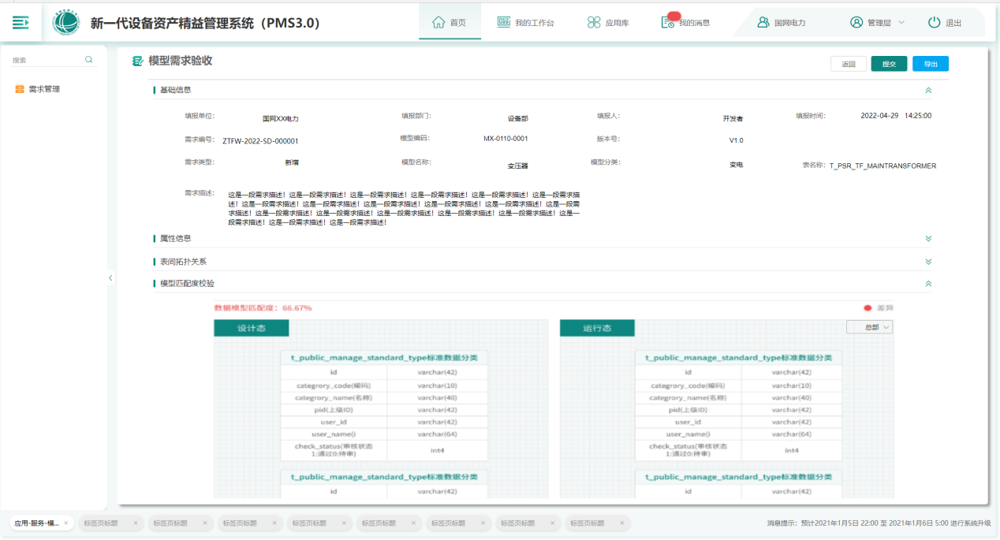 新一代设备资产精益管理系统（PMS3.0）
首页
我的工作台
应用库
我的消息
国网电力
管理层
退出
搜索
需求管理
模型需求验收
返回
提交
导出
基础信息
填报单位： 国网XX电力 填报部门： 设备部 填报人： 开发者 填报时间： 2022-04-29 14:25:00
需求编号： ZTFW-2022-SD-000001 模型编码： MX-0110-0001 版本号： V1.0
需求类型： 新增 模型名称： 变压器 模型分类： 变电 表名称： T_PSR_TF_MAINTRANSFORMER
需求描述： 这是一段需求描述！这是一段需求描述！这是一段需求描述！这是一段需求描述！这是一段需求描述！这是一段需求描
述！这是一段需求描述！这是一段需求描述！这是一段需求描述！这是一段需求描述！这是一段需求描述！这是一段需
求描述！这是一段需求描述！这是一段需求描述！这是一段需求描述！这是一段需求描述！这是一段需求描述！这是一
段需求描述！这是一段需求描述！这是一段需求描述！
属性信息
表间拓扑关系
模型匹配度校验
数据模型匹配度：66.67%
差异
设计态
t_public_manage_standard_type标准数据分类
id varchar(42)
categrory_code(编码) varchar(10)
categrory_name(名称) varchar(40)
pid(上级ID) varchar(42)
user_id varchar(42)
user_name() varchar(64)
check_status(审核状态
1:通过0:待审) int4
t_public_manage_standard_type标准数据分类
id varchar(42)
运行态
总部
t_public_manage_standard_type标准数据分类
id varchar(42)
categrory_code(编码) varchar(10)
categrory_name(名称) varchar(40)
pid(上级ID) varchar(42)
user_id varchar(42)
user_name() varchar(64)
check_status(审核状态
1:通过0:待审) int4
t_public_manage_standard_type标准数据分类
id varchar(42)
应用-服务-模... × 标签页标题 × 标签页标题 × 标签页标题 × 标签页标题 × 标签页标题 × 标签页标题 × 标签页标题 × 标签页标题 ×
消息提示：预计2021年1月5日 22:00 至 2021年1月6日 5:00 进行系统升级